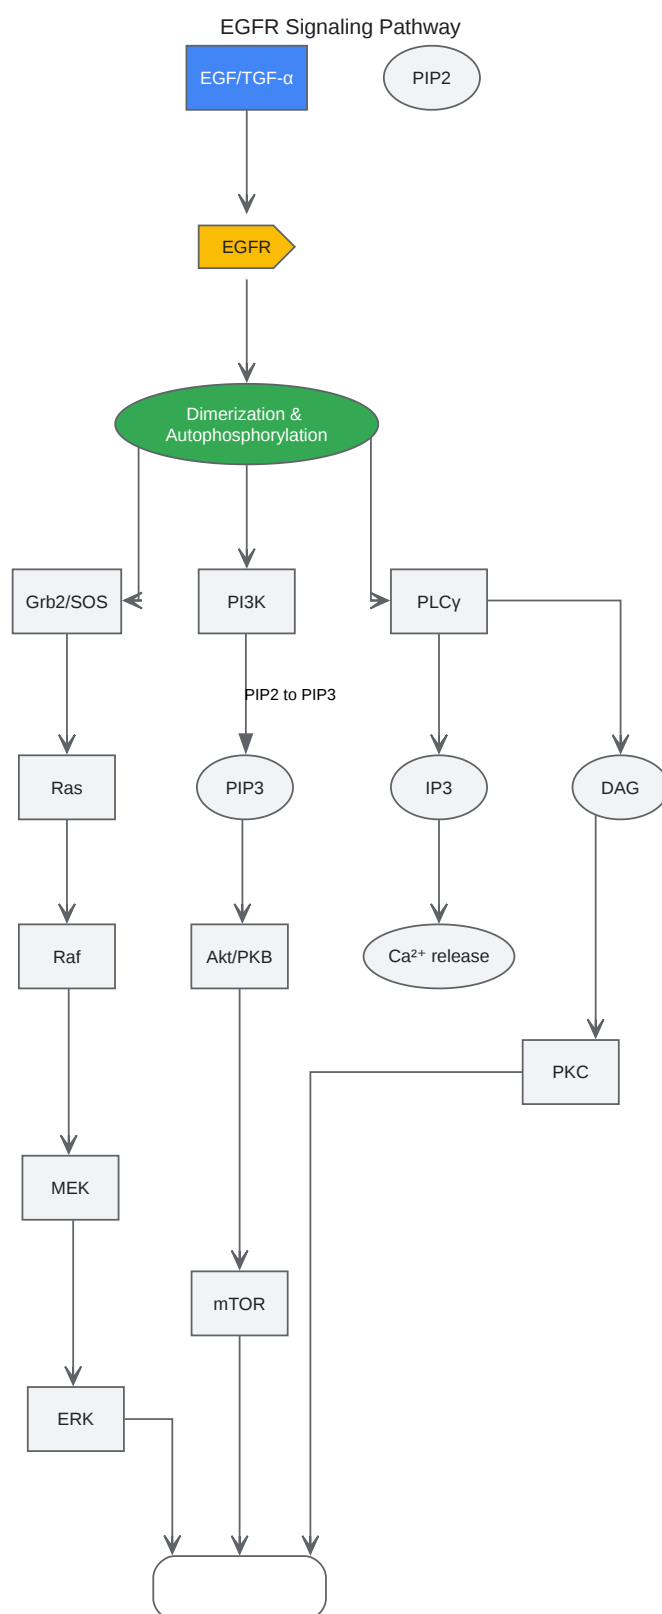 EGFR Signaling Pathway
EGF/TGF-α
PIP2
EGFR
Dimerization &
Autophosphorylation
Grb2/SOS
PI3K
PLCγ
PIP2 to PIP3
Ras
PIP3
IP3
DAG
Raf
Akt/PKB
Ca²⁺ release
PKC
MEK
mTOR
ERK